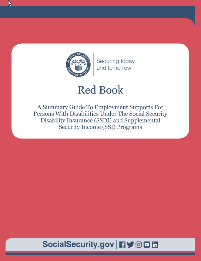 Securing today
and tomorrow
Red Book
A Summary Guide To Employment Supports For
Persons With Disabilities Under The Social Security
Disability Insurance (SSDI) and Supplemental
Security Income (SSI) Programs
SocialSecurity.gov